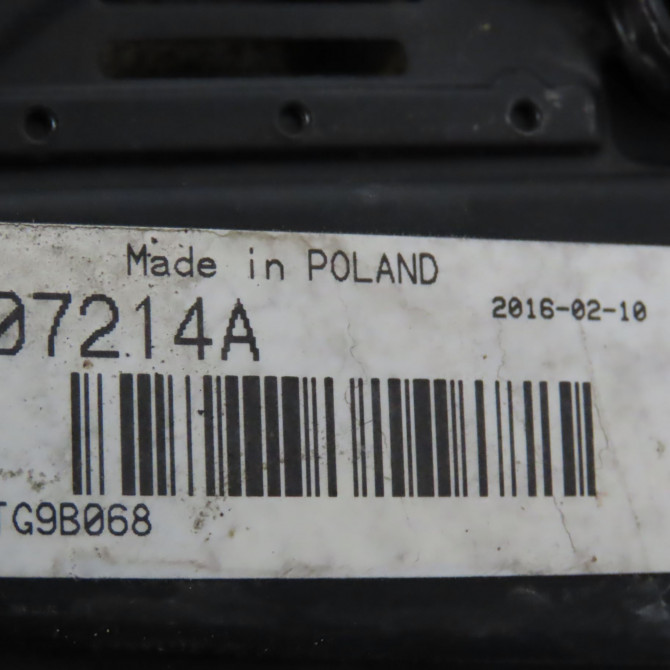 Made in POLAND
07214A
2016-02-10
TG9B068